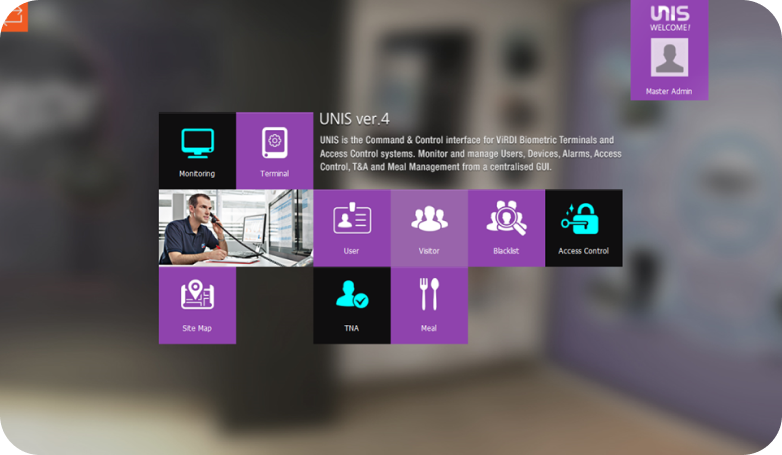 UNIS
WELCOME!
Master Admin
UNIS ver.4
UNIS is the Command & Control interface for ViRDI Biometric Terminals and
Access Control systems. Monitor and manage Users, Devices, Alarms, Access
Control, T&A and Meal Management from a centralised GUI.
Monitoring
Terminal
User
Visitor
Blacklist
Access Control
Site Map
TNA
Meal